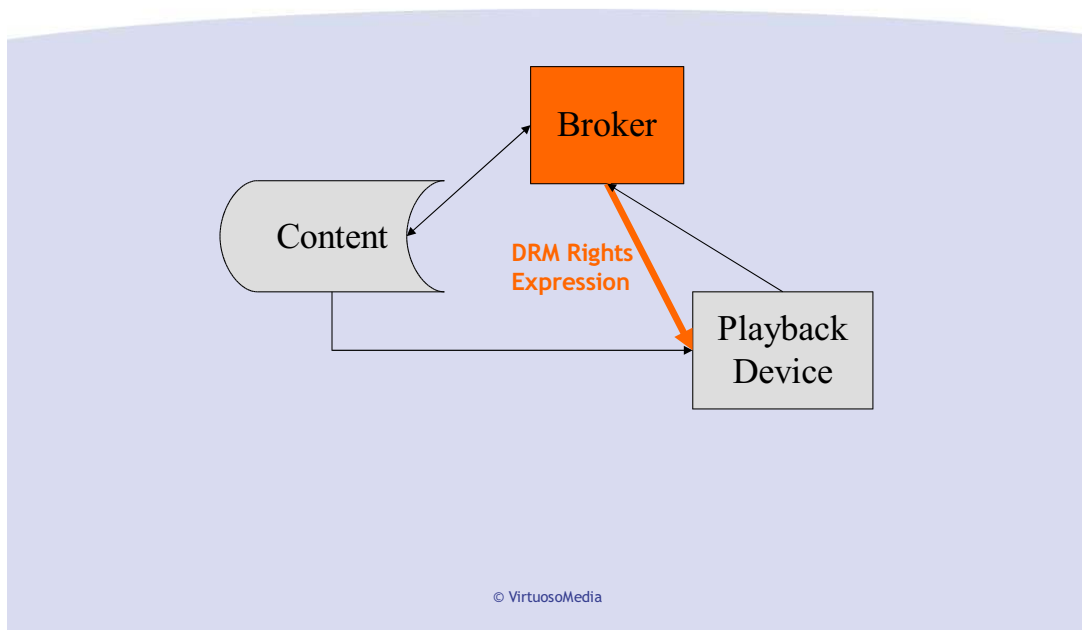 Broker
Content
DRM Rights
Expression
Playback
Device
© VirtuosoMedia